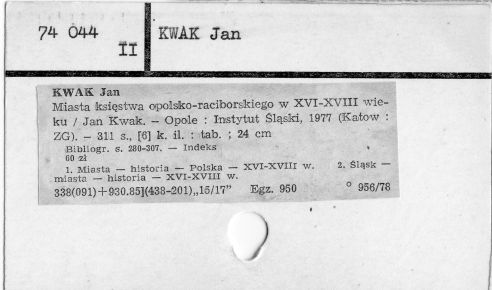 74 044
II
KWAK Jan
KWAK Jan
Miasta księstwa opolsko-raciborskiego w XVI-XVIII wie-
ku / Jan Kwak. — Opole : Instytut Śląski, 1977 (Katow :
ZG). — 311 s., [6] k. il. : tab. ; 24 cm
Bibliogr. s. 280-307. — Indeks
60 zł
1. Miasta — historia — Polska — XVI-XVIII w. 2. Śląsk —
miasta — historia — XVI-XVIII w.
338(091)+930.85](438-201)„15/17” Egz. 950 ° 956/78